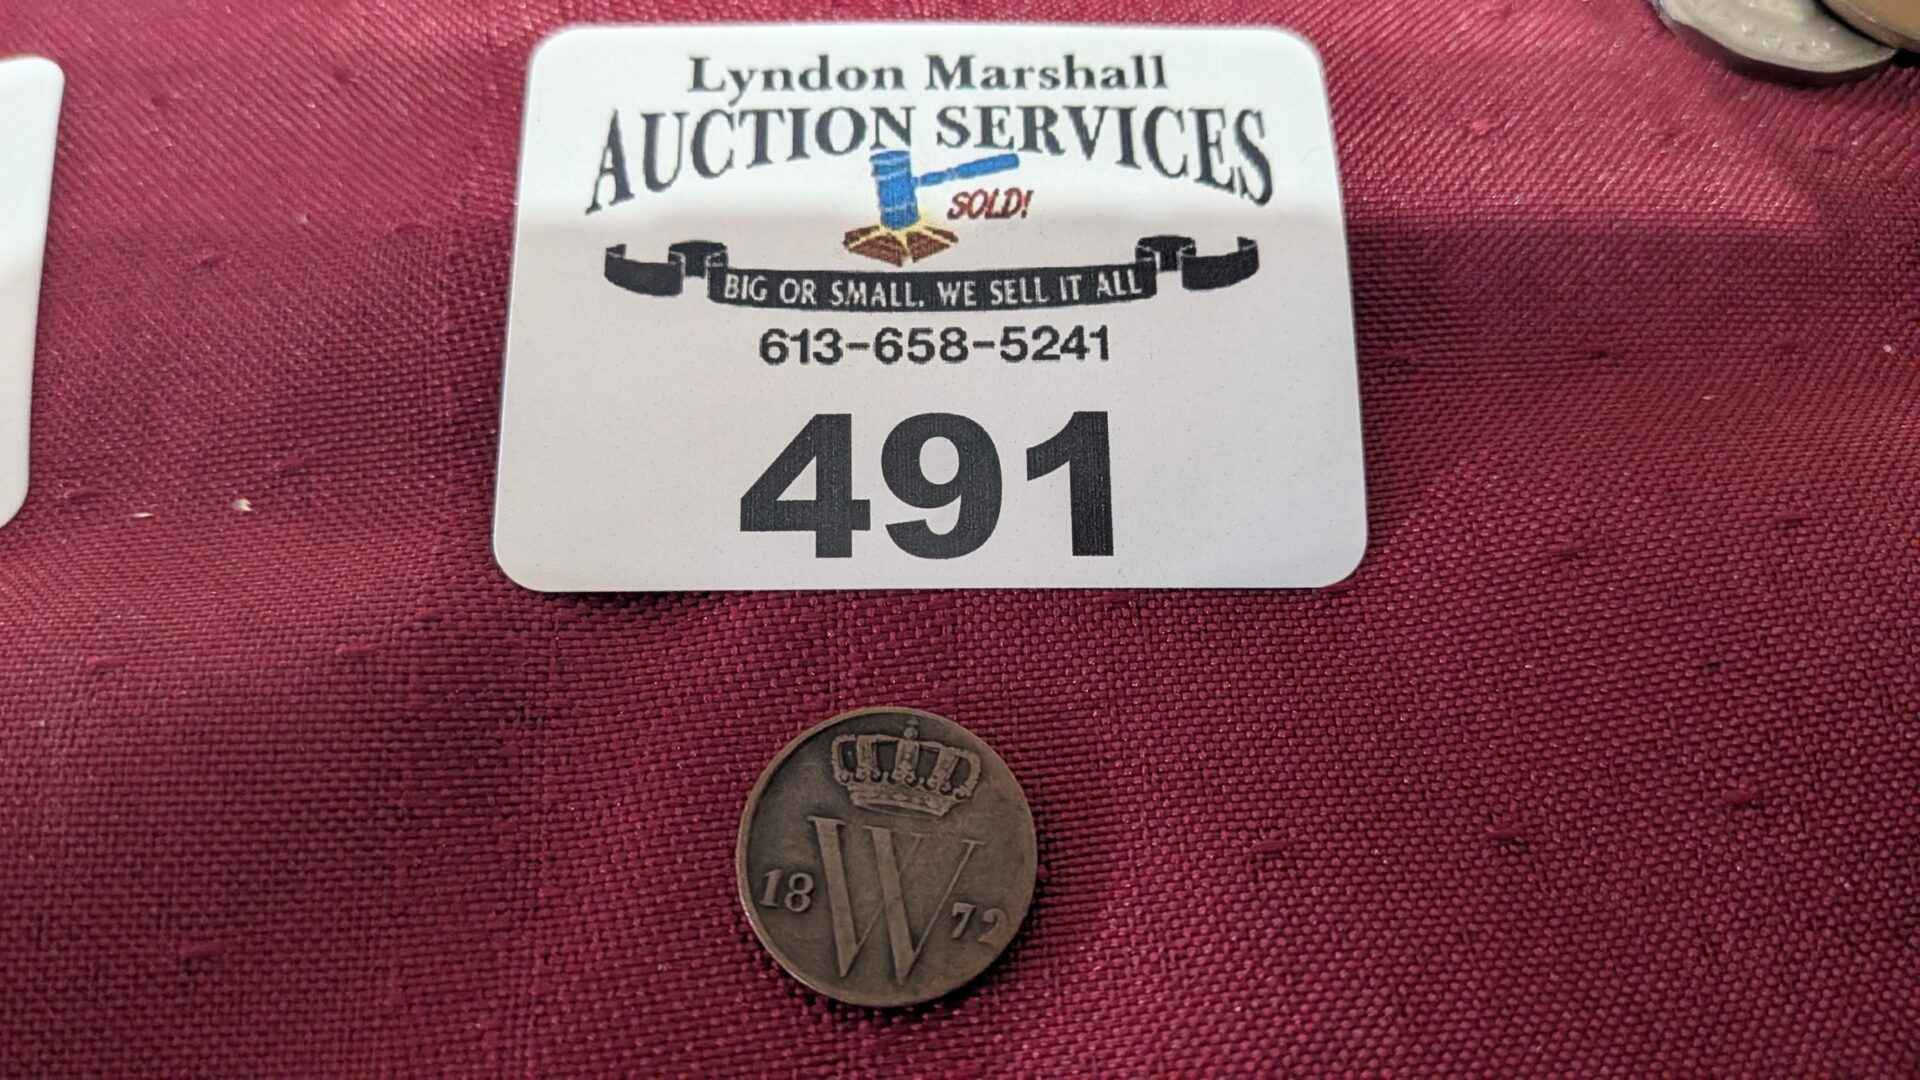 Lyndon Marshall
AUCTION SERVICES
SOLD!
BIG OR SMALL, WE SELL IT ALL
613-658-5241
491
W
18 72